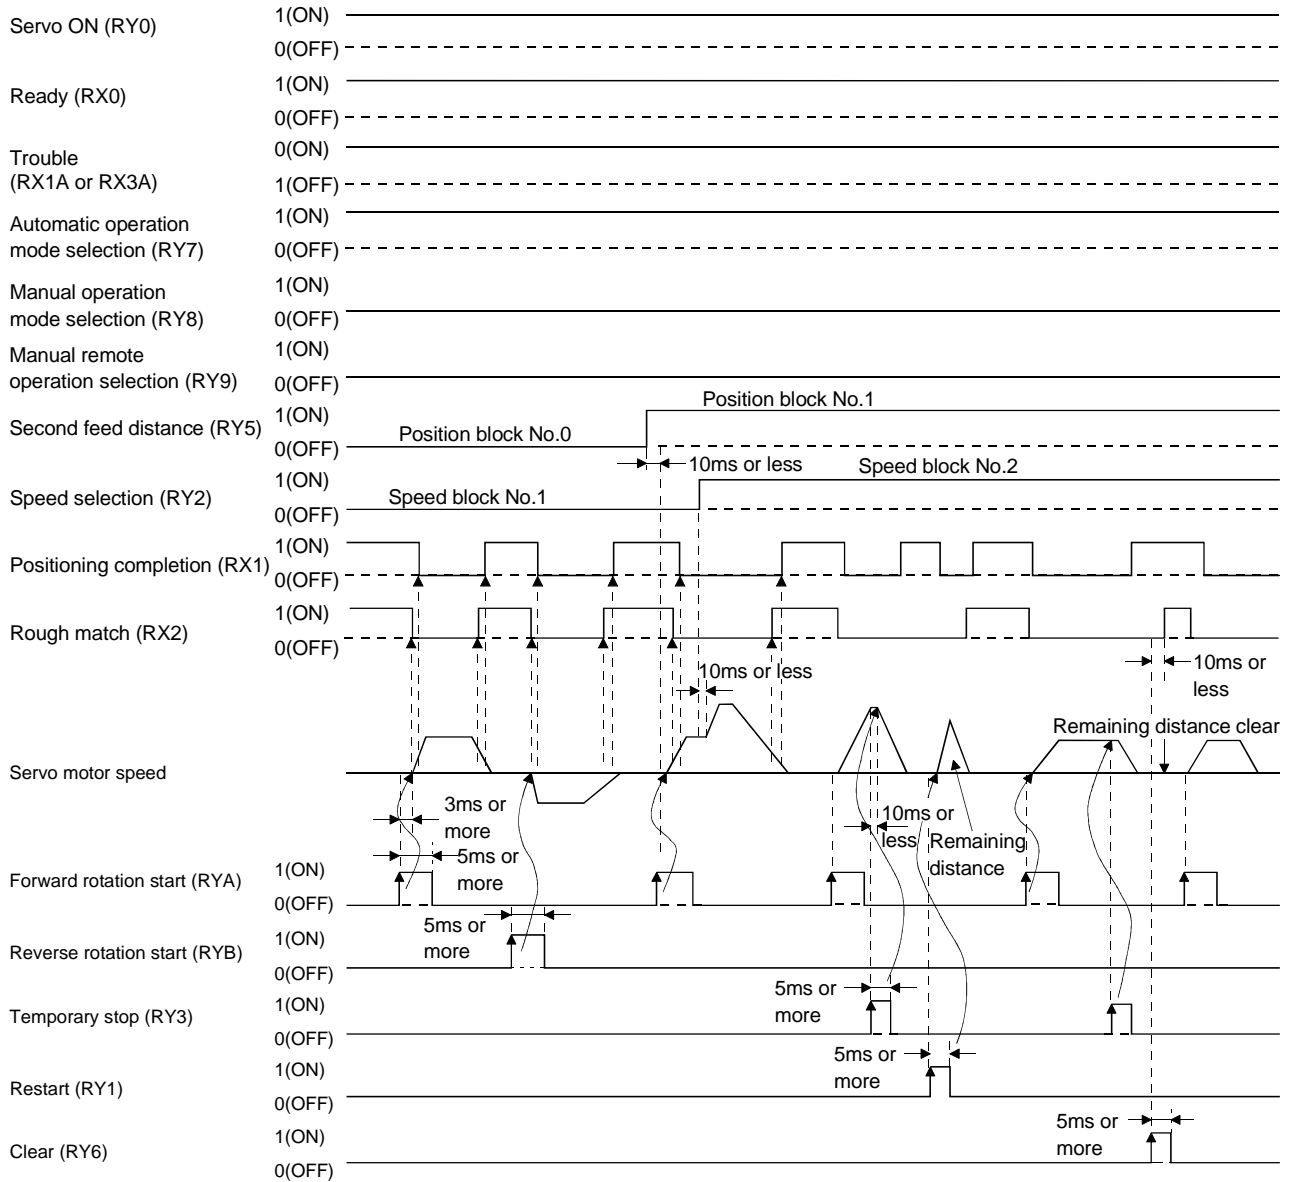 Servo ON (RY0)
1(ON)
0(OFF)
Ready (RX0)
1(ON)
0(OFF)
Trouble
(RX1A or RX3A)
0(ON)
1(OFF)
Automatic operation
mode selection (RY7)
1(ON)
0(OFF)
Manual operation
mode selection (RY8)
1(ON)
0(OFF)
Manual remote
operation selection (RY9)
1(ON)
0(OFF)
Second feed distance (RY5)
1(ON)
0(OFF)
Position block No.0
Position block No.1
10ms or less
Speed selection (RY2)
1(ON)
0(OFF)
Speed block No.1
Speed block No.2
Positioning completion (RX1)
1(ON)
0(OFF)
Rough match (RX2)
1(ON)
0(OFF)
10ms or less
10ms or
less
Servo motor speed
Remaining distance clear
3ms or
more
5ms or
more
10ms or
less
Remaining
distance
Forward rotation start (RYA)
1(ON)
0(OFF)
5ms or
more
Reverse rotation start (RYB)
1(ON)
0(OFF)
5ms or
more
Temporary stop (RY3)
1(ON)
0(OFF)
5ms or
more
Restart (RY1)
1(ON)
0(OFF)
5ms or
more
Clear (RY6)
1(ON)
0(OFF)